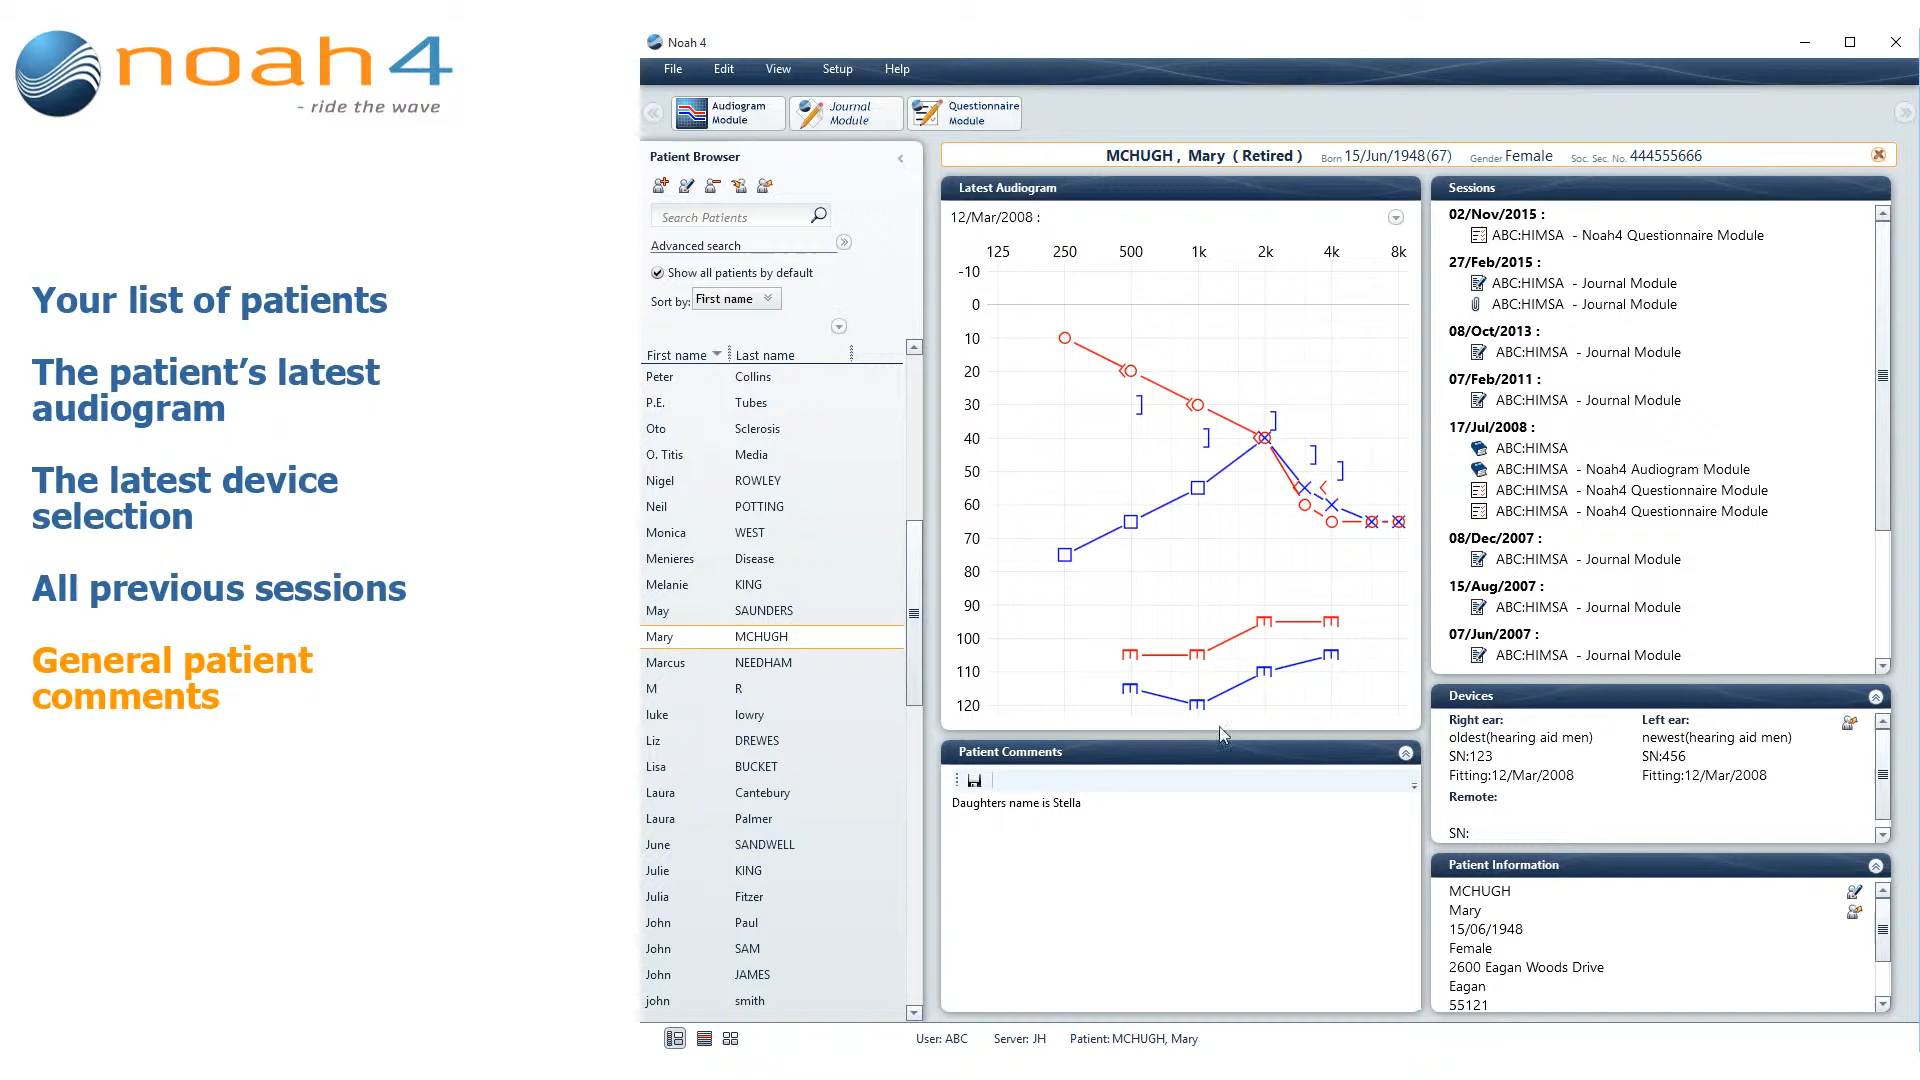 noah 4
- ride the wave
Your list of patients
The patient’s latest
audiogram
The latest device
selection
All previous sessions
General patient
comments
Noah 4
File Edit View Setup Help
Audiogram
Module
Journal
Module
Questionnaire
Module
Patient Browser
Search Patients
Advanced search
Show all patients by default
Sort by: First name
First name Last name
Peter Collins
P.E. Tubes
Oto Sclerosis
O. Titis Media
Nigel ROWLEY
Neil POTTING
Monica WEST
Menieres Disease
Melanie KING
May SAUNDERS
Mary MCHUGH
Marcus NEEDHAM
M R
luke lowry
Liz DREWES
Lisa BUCKET
Laura Cantebury
Laura Palmer
June SANDWELL
Julie KING
Julia Fitzer
John Paul
John SAM
John JAMES
john smith
MCHUGH , Mary ( Retired ) Born 15/Jun/1948(67) Gender Female Soc. Sec. No. 444555666
Latest Audiogram
12/Mar/2008 :
125 250 500 1k 2k 4k 8k
-10
0
10
20
30
40
50
60
70
80
90
100
110
120
Patient Comments
Daughters name is Stella
Sessions
02/Nov/2015 :
ABC:HIMSA - Noah4 Questionnaire Module
27/Feb/2015 :
ABC:HIMSA - Journal Module
ABC:HIMSA - Journal Module
08/Oct/2013 :
ABC:HIMSA - Journal Module
07/Feb/2011 :
ABC:HIMSA - Journal Module
17/Jul/2008 :
ABC:HIMSA
ABC:HIMSA - Noah4 Audiogram Module
ABC:HIMSA - Noah4 Questionnaire Module
ABC:HIMSA - Noah4 Questionnaire Module
08/Dec/2007 :
ABC:HIMSA - Journal Module
15/Aug/2007 :
ABC:HIMSA - Journal Module
07/Jun/2007 :
ABC:HIMSA - Journal Module
Devices
Right ear: Left ear:
oldest(hearing aid men) newest(hearing aid men)
SN:123 SN:456
Fitting:12/Mar/2008 Fitting:12/Mar/2008
Remote:
SN:
Patient Information
MCHUGH
Mary
15/06/1948
Female
2600 Eagan Woods Drive
Eagan
55121
User: ABC Server: JH Patient: MCHUGH, Mary